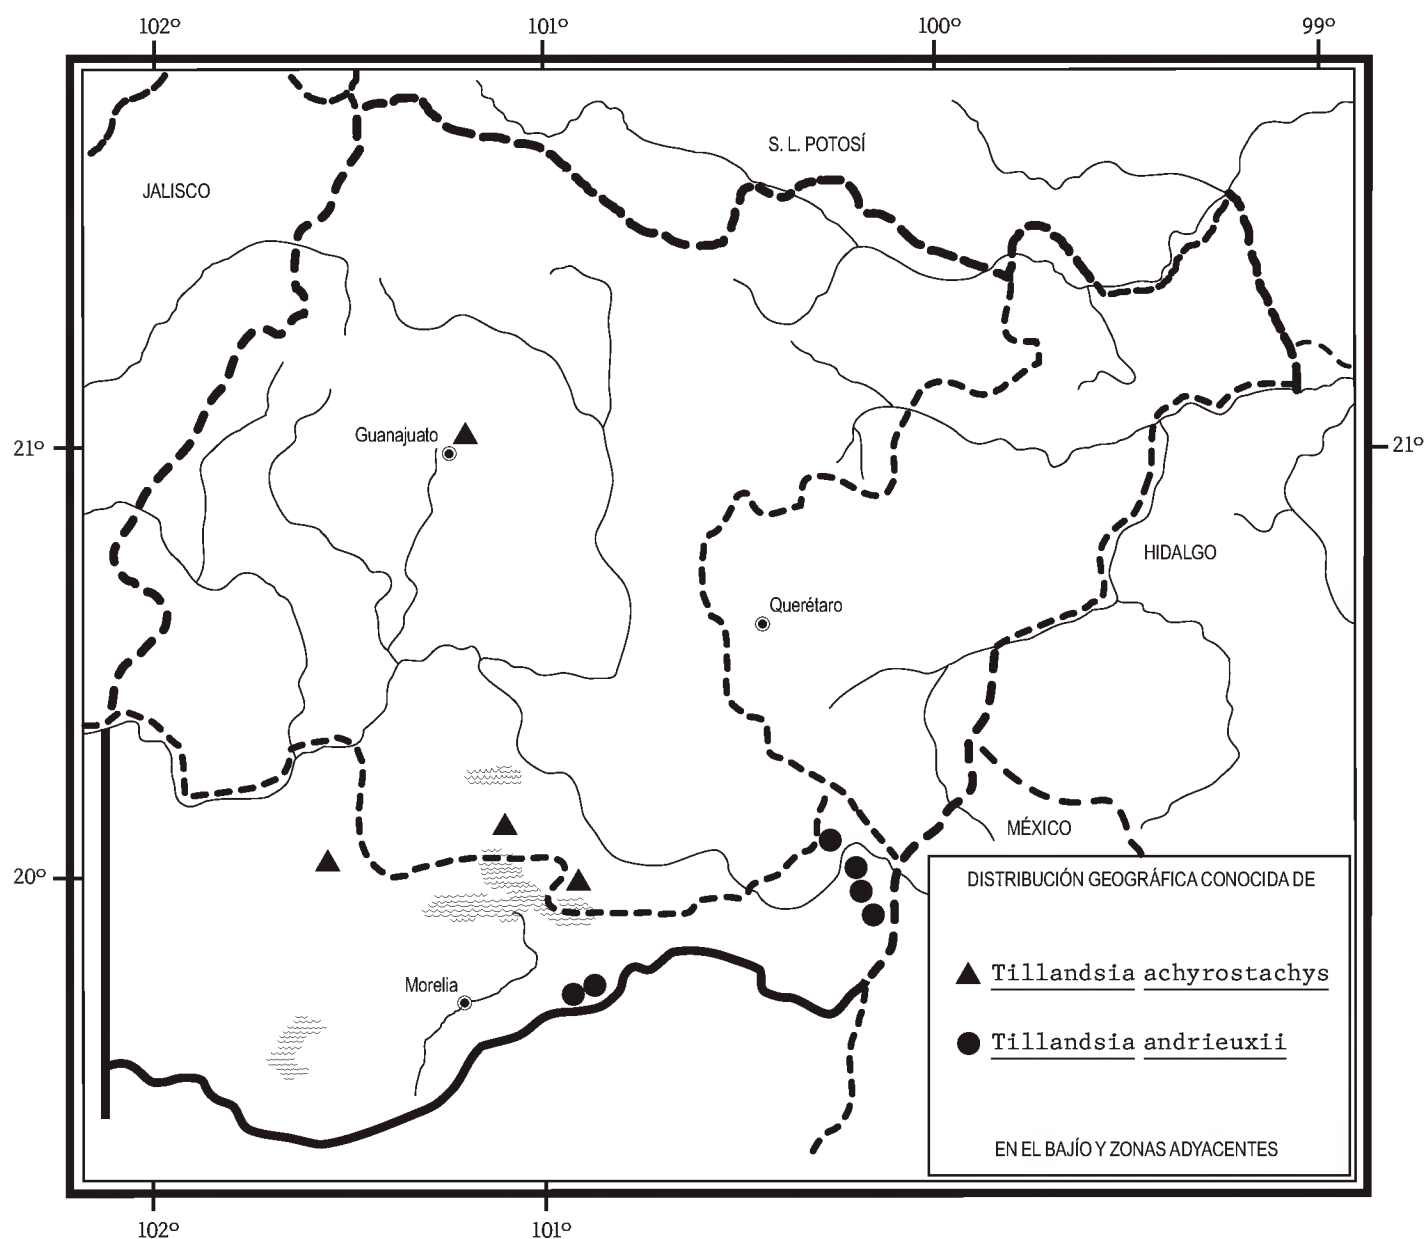 102º 101º 100º 99º
S. L. POTOSÍ
JALISCO
Guanajuato
21º 21º
HIDALGO
Querétaro
MÉXICO
20º
DISTRIBUCIÓN GEOGRÁFICA CONOCIDA DE
Tillandsia achyrostachys
Morelia
Tillandsia andrieuxii
EN EL BAJÍO Y ZONAS ADYACENTES
102º 101º